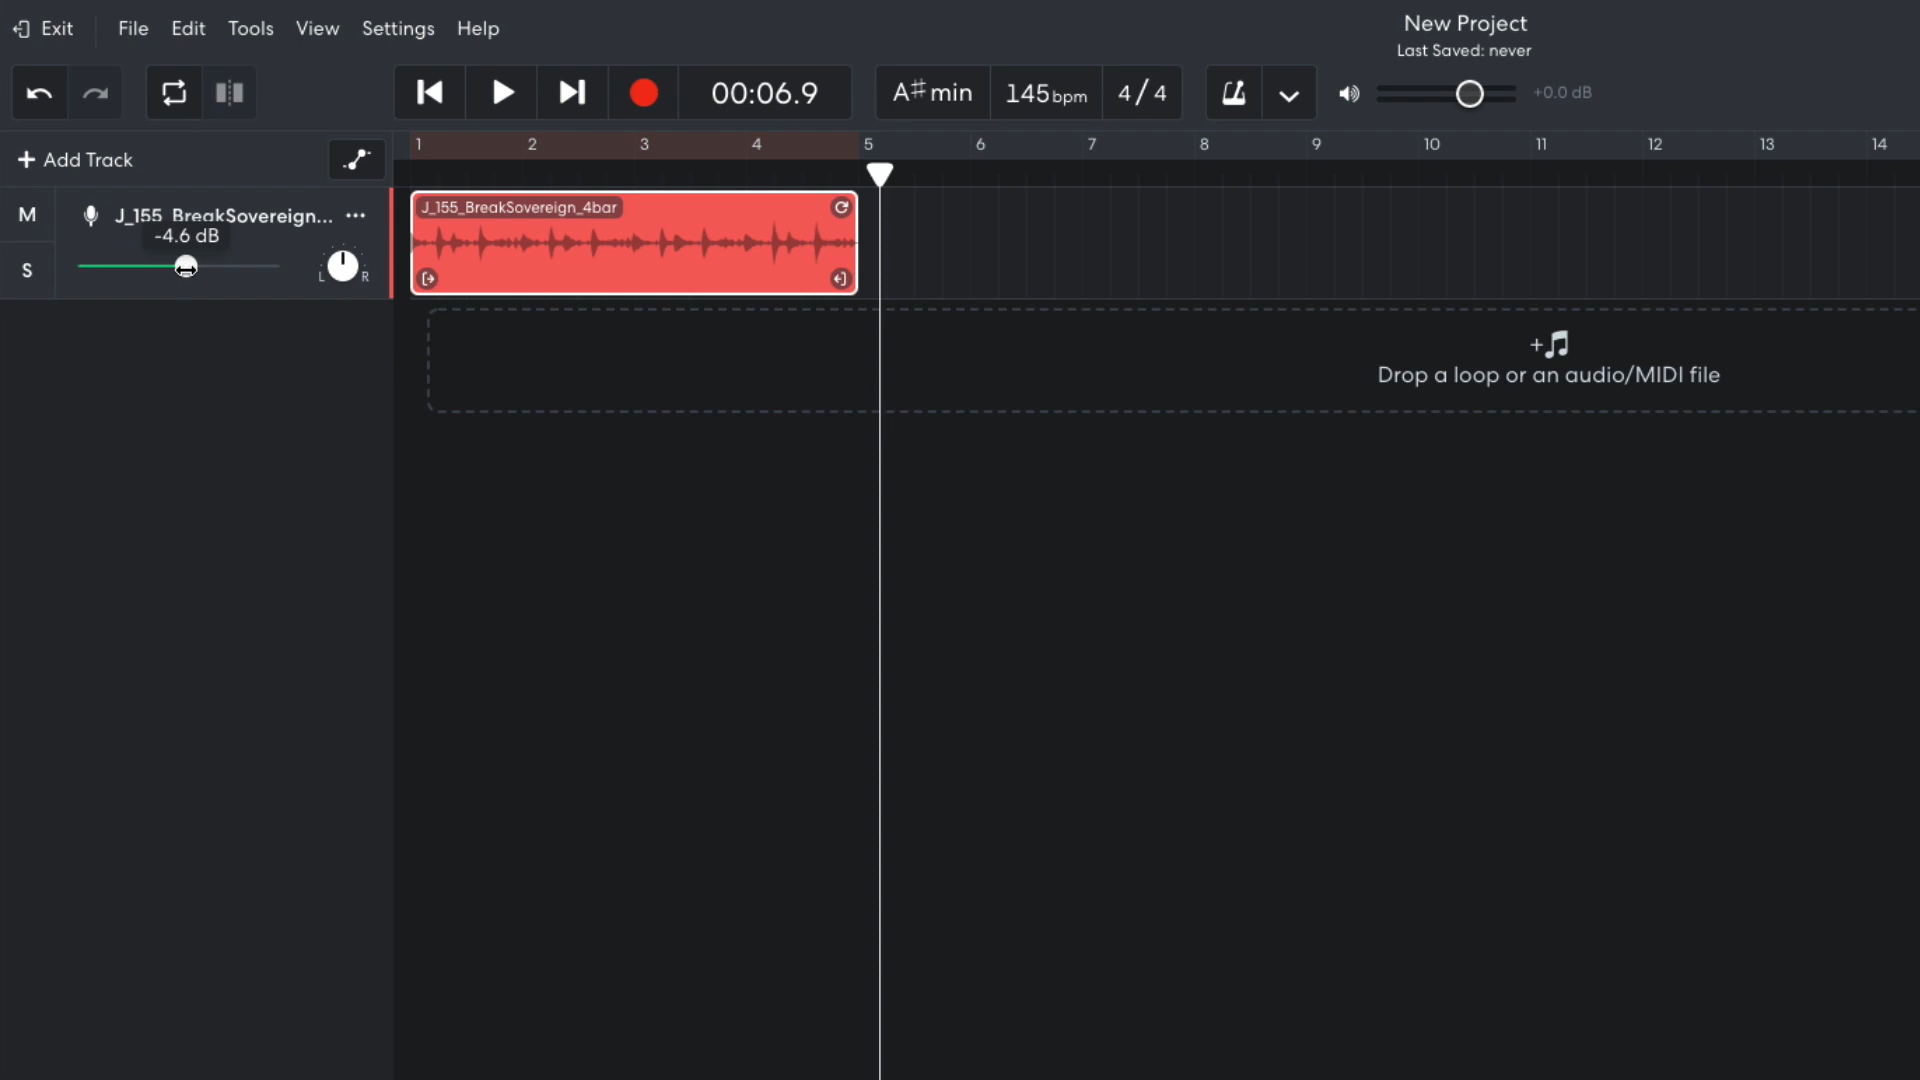 Exit File Edit Tools View Settings Help
New Project
Last Saved: never
00:06.9 A#min 145bpm 4/4 +0.0 dB
+ Add Track
1 2 3 4 5 6 7 8 9 10 11 12 13 14
M J_155_BreakSovereign... ...
-4.6 dB
S L R
J_155_BreakSovereign_4bar
+
Drop a loop or an audio/MIDI file